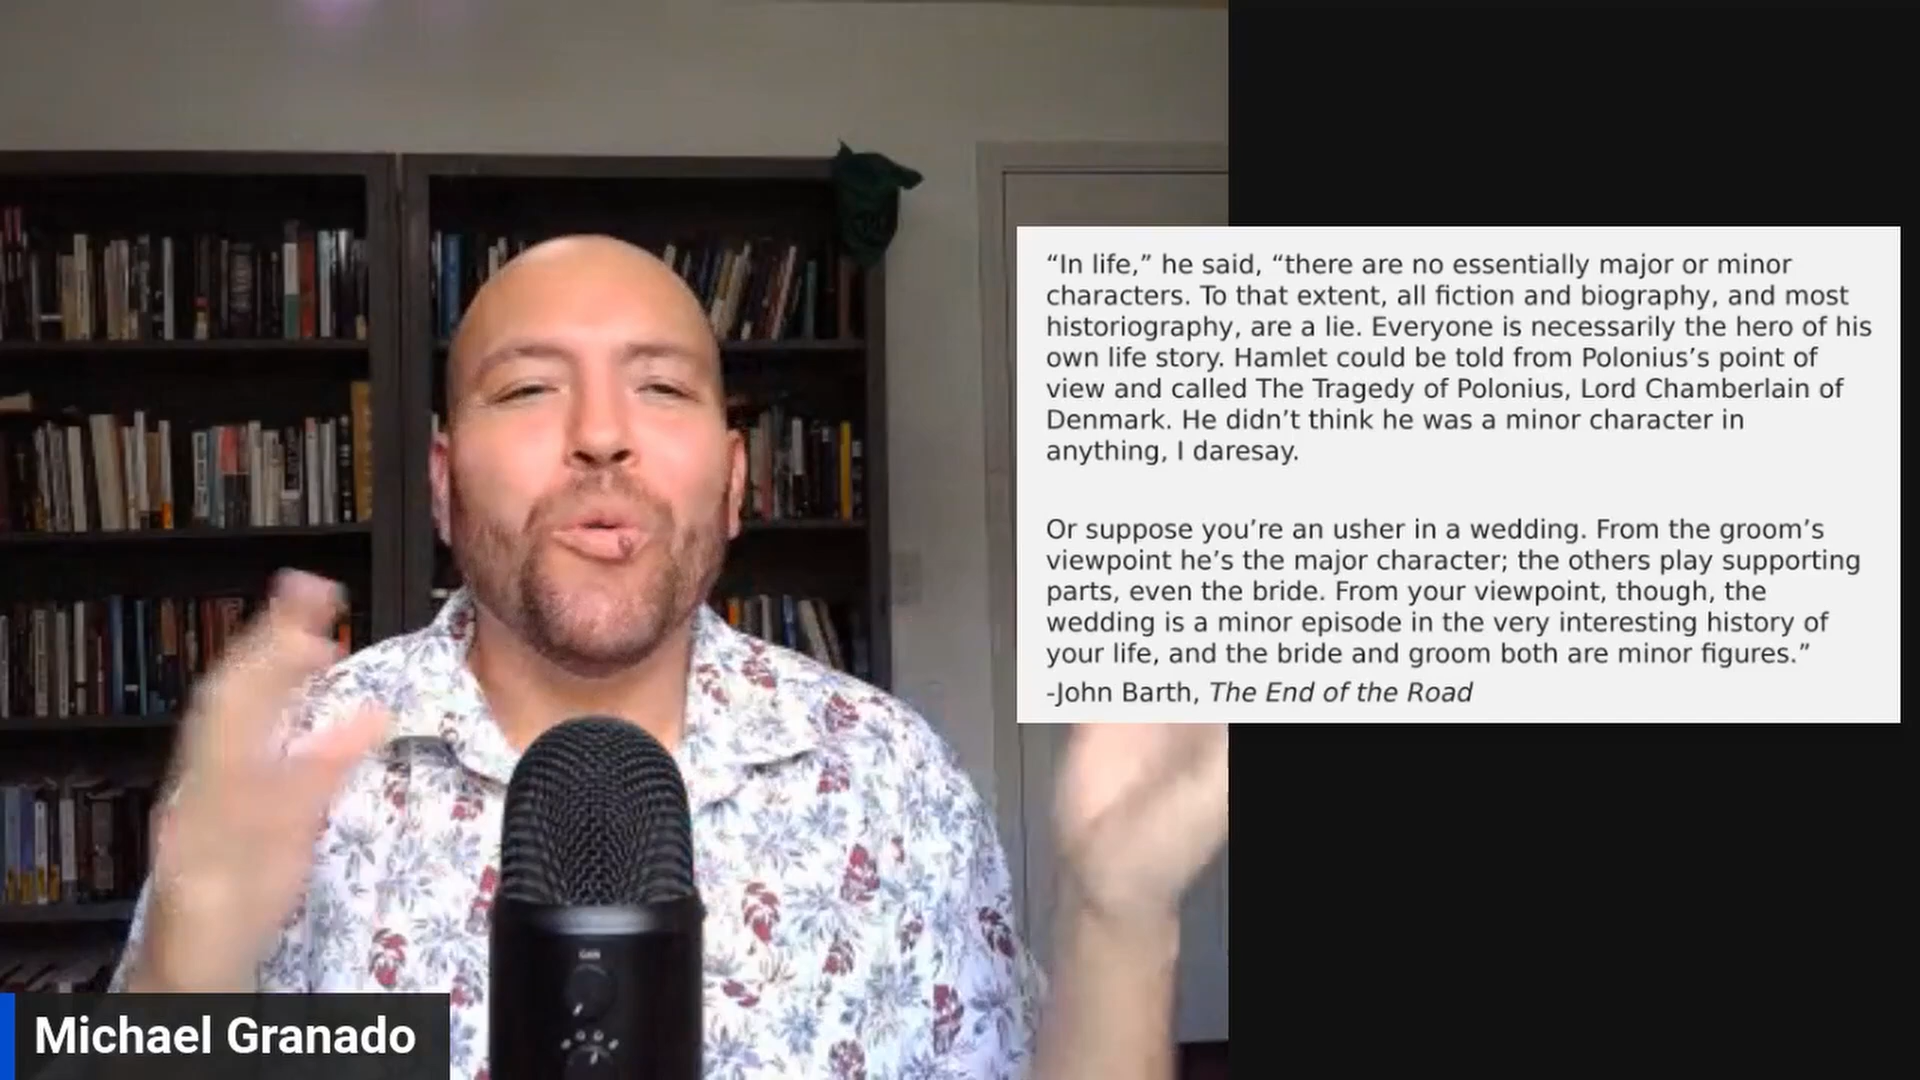 “In life,” he said, “there are no essentially major or minor
characters. To that extent, all fiction and biography, and most
historiography, are a lie. Everyone is necessarily the hero of his
own life story. Hamlet could be told from Polonius’s point of
view and called The Tragedy of Polonius, Lord Chamberlain of
Denmark. He didn’t think he was a minor character in
anything, I daresay.
Or suppose you’re an usher in a wedding. From the groom’s
viewpoint he’s the major character; the others play supporting
parts, even the bride. From your viewpoint, though, the
wedding is a minor episode in the very interesting history of
your life, and the bride and groom both are minor figures.”
-John Barth, The End of the Road
Michael Granado